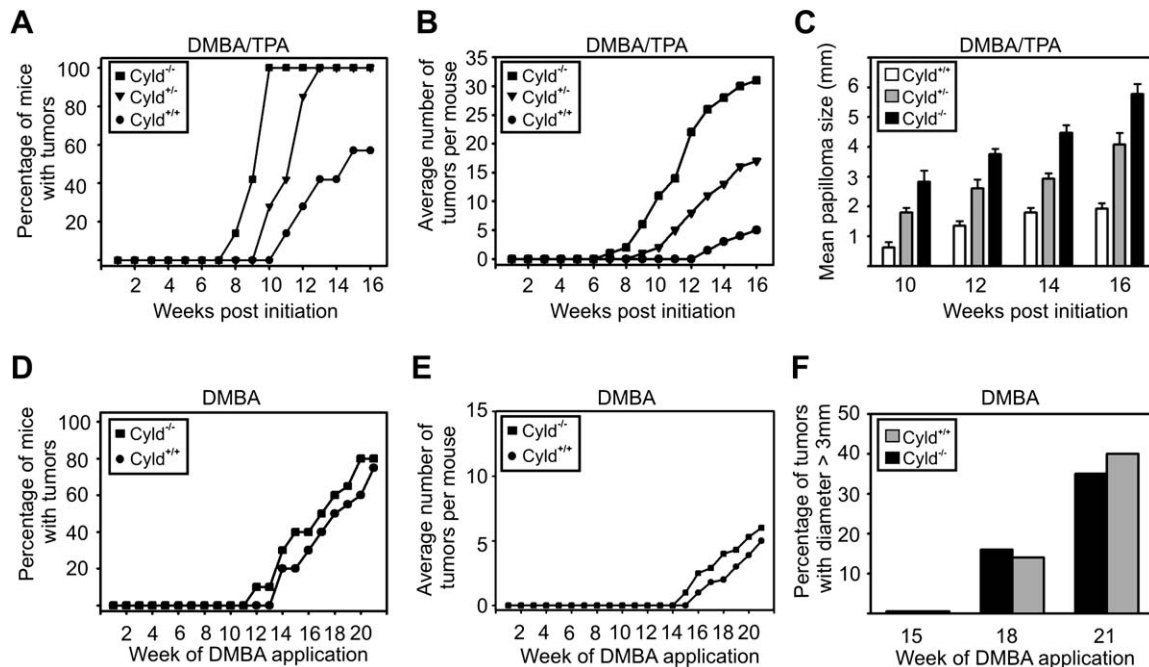 A
DMBA/TPA
Percentage of mice
with tumors
100
80
60
40
20
Cyld-/-
Cyld+/-
Cyld+/+
2 4 6 8 10 12 14 16
Weeks post initiation
B
DMBA/TPA
Average number of
tumors per mouse
35
30
25
20
15
10
5
0
Cyld-/-
Cyld+/-
Cyld+/+
2 4 6 8 10 12 14 16
Weeks post initiation
C
DMBA/TPA
Mean papilloma size (mm)
6
5
4
3
2
1
Cyld+/+
Cyld+/-
Cyld-/-
10 12 14 16
Weeks post initiation
D
DMBA
Percentage of mice
with tumors
100
80
60
40
20
Cyld-/-
Cyld+/+
2 4 6 8 10 12 14 16 18 20
Week of DMBA application
E
DMBA
Average number of
tumors per mouse
15
10
5
0
Cyld-/-
Cyld+/+
2 4 6 8 10 12 14 16 18 20
Week of DMBA application
F
DMBA
Percentage of tumors
with diameter > 3mm
50
40
30
20
10
Cyld+/+
Cyld-/-
15 18 21
Week of DMBA application